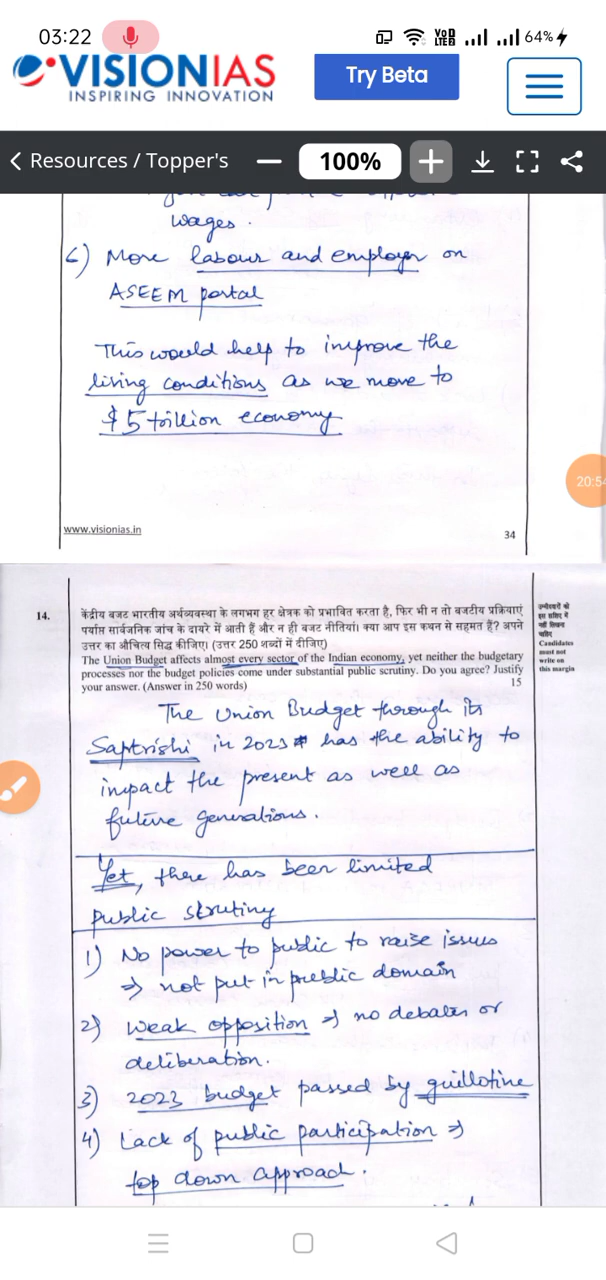 03:22
64%
VISIONIAS
INSPIRING INNOVATION
Try Beta
Resources / Topper's
100%
wages.
6) More labour and employer on
ASEEM portal
This would help to improve the
living conditions as we move to
$5 trillion economy
20:5
www.visionias.in
34
14.
केंद्रीय बजट भारतीय अर्थव्यवस्था के लगभग हर क्षेत्रक को प्रभावित करता है, फिर भी न तो बजटीय प्रक्रियाएं
पर्याप्त सार्वजनिक जांच के दायरे में आती हैं और न ही बजट नीतियां। क्या आप इस कथन से सहमत हैं? अपने
उत्तर का औचित्य सिद्ध कीजिए। (उत्तर 250 शब्दों में दीजिए)
The Union Budget affects almost every sector of the Indian economy, yet neither the budgetary
processes nor the budget policies come under substantial public scrutiny. Do you agree? Justify
your answer. (Answer in 250 words) 15
उम्मीदवारों को
इस हाशिए में
नहीं लिखना
चाहिए
Candidates
must not
write on
this margin
The Union Budget through its
Saptrishi in 2023 has the ability to
impact the present as well as
future generations.
Yet, there has been limited
public skrutiny
1) No power to public to raise issues
⇒ not put in public domain
2) Weak opposition ⇒ no debates or
deliberation.
3) 2023 budget passed by guillotine
4) Lack of public participation ⇒
top down approach.